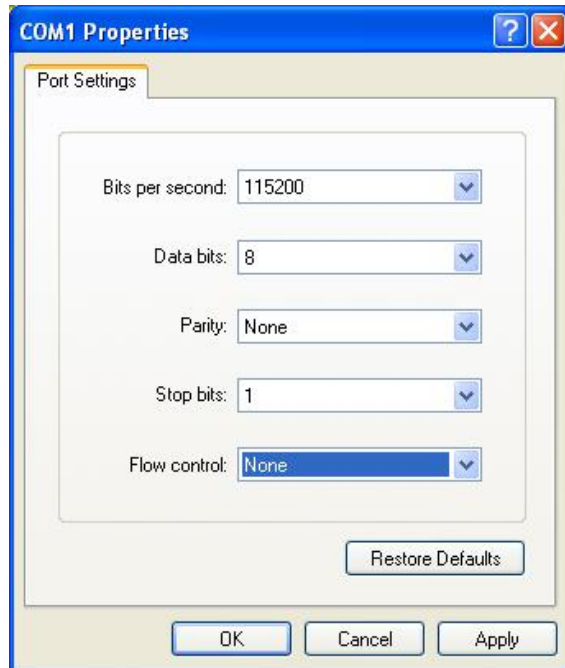 COM1 Properties
Port Settings
Bits per second: 115200
Data bits: 8
Parity: None
Stop bits: 1
Flow control: None
Restore Defaults
OK Cancel Apply